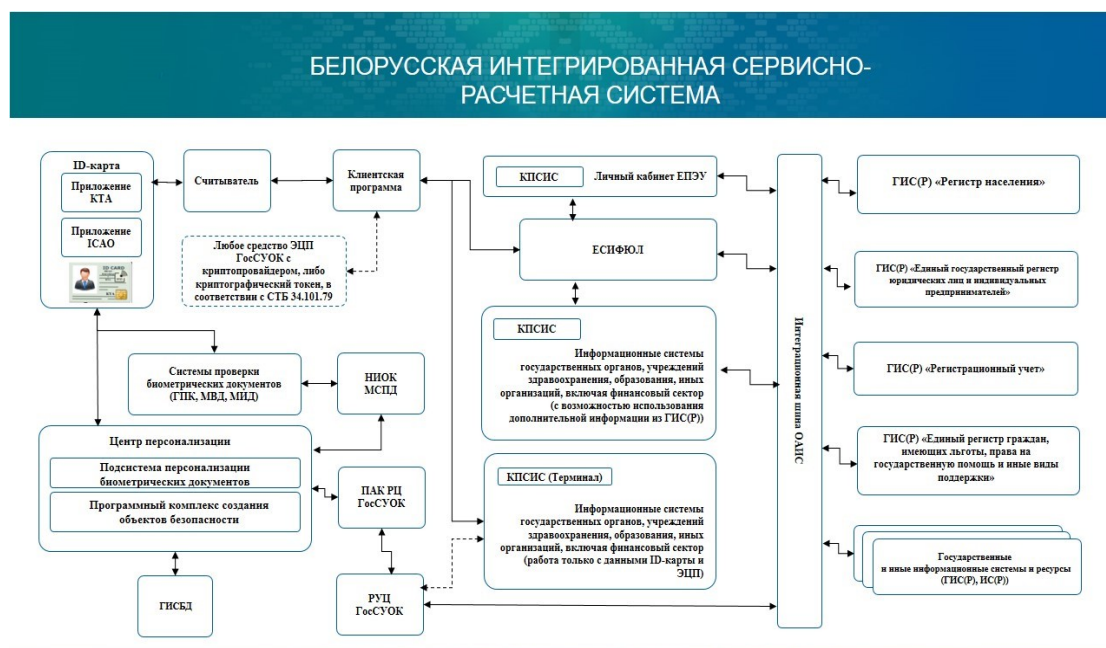 БЕЛОРУССКАЯ ИНТЕГРИРОВАННАЯ СЕРВИСНО-
РАСЧЕТНАЯ СИСТЕМА
ID-карта
Приложение
КТА
Приложение
ICAO
ID CARD
КТА
Считыватель
Клиентская
программа
Любое средство ЭЦП
ГосСУОК с
криптопровайдером, либо
криптографический токен, в
соответствии с СТБ 34.101.79
КПСИС
Личный кабинет ЕПЭУ
ЕСИФЮЛ
КПСИС
Информационные системы
государственных органов, учреждений
здравоохранения, образования, иных
организаций, включая финансовый сектор
(с возможностью использования
дополнительной информации из ГИС(Р))
КПСИС (Терминал)
Информационные системы
государственных органов, учреждений
здравоохранения, образования, иных
организаций, включая финансовый сектор
(работа только с данными ID-карты и
ЭЦП)
Системы проверки
биометрических документов
(ГПК, МВД, МИД)
НИОК
МСПД
Центр персонализации
Подсистема персонализации
биометрических документов
Программный комплекс создания
объектов безопасности
ПАК РЦ
ГосСУОК
ГИСБД
РУЦ
ГосСУОК
Интеграционная шина ОАИС
ГИС(Р) «Регистр населения»
ГИС(Р) «Единый государственный регистр
юридических лиц и индивидуальных
предпринимателей»
ГИС(Р) «Регистрационный учет»
ГИС(Р) «Единый регистр граждан,
имеющих льготы, права на
государственную помощь и иные виды
поддержки»
Государственные
и иные информационные системы и ресурсы
(ГИС(Р), ИС(Р))